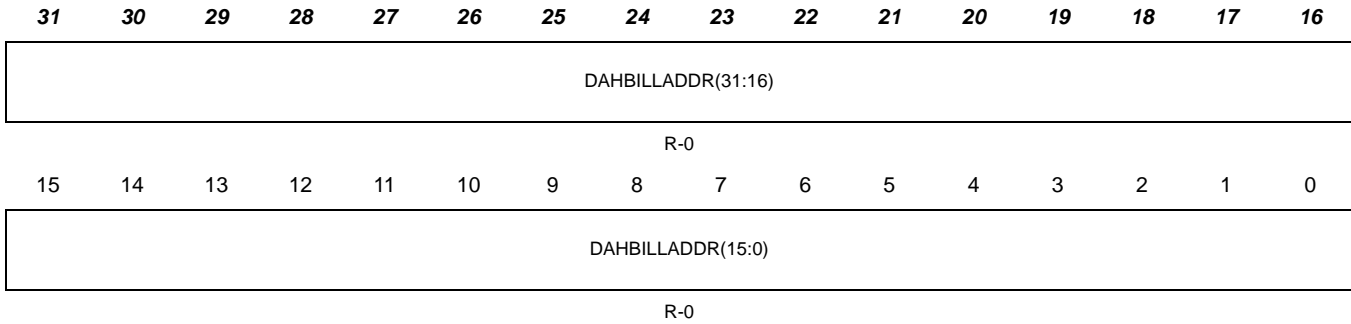 31 30 29 28 27 26 25 24 23 22 21 20 19 18 17 16
DAHBILLADDR(31:16)
R-0
15 14 13 12 11 10 9 8 7 6 5 4 3 2 1 0
DAHBILLADDR(15:0)
R-0